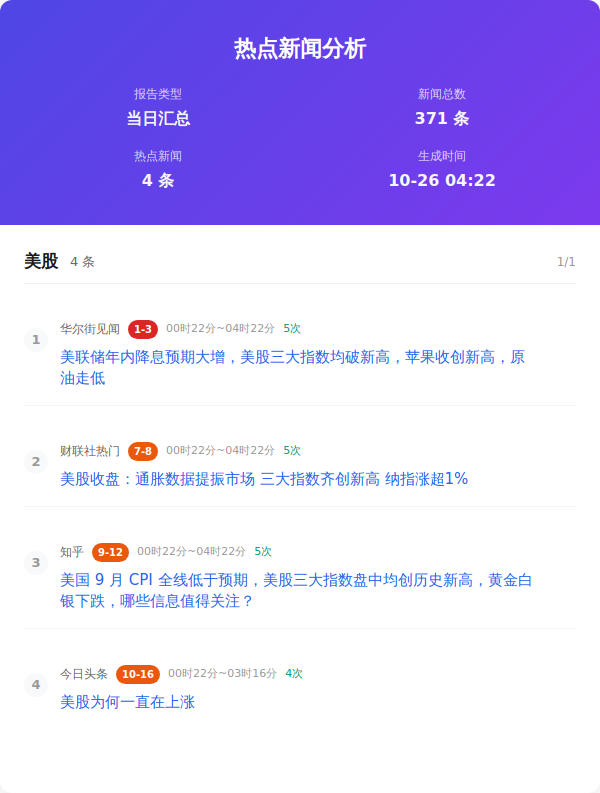 热点新闻分析
报告类型
新闻总数
当日汇总
371 条
热点新闻
生成时间
4 条
10-26 04:22
美股 4 条 1/1
1 华尔街见闻 1-3 00时22分~04时22分 5次
美联储年内降息预期大增，美股三大指数均破新高，苹果收创新高，原
油走低
2 财联社热门 7-8 00时22分~04时22分 5次
美股收盘：通胀数据提振市场 三大指数齐创新高 纳指涨超1%
3 知乎 9-12 00时22分~04时22分 5次
美国 9 月 CPI 全线低于预期，美股三大指数盘中均创历史新高，黄金白
银下跌，哪些信息值得关注？
4 今日头条 10-16 00时22分~03时16分 4次
美股为何一直在上涨